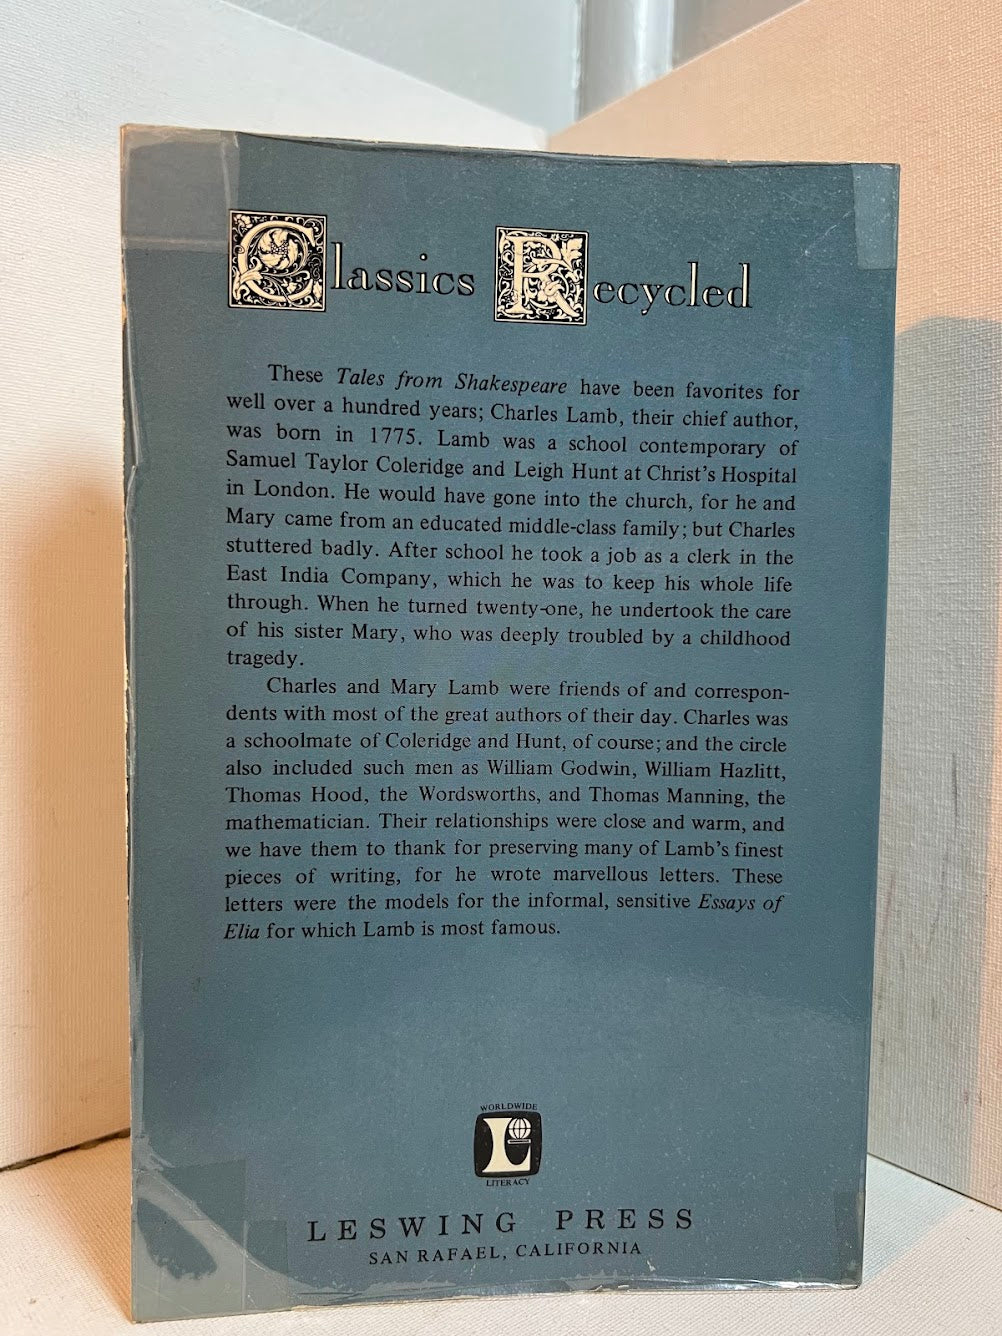 Classics Recycled
These Tales from Shakespeare have been favorites for
well over a hundred years; Charles Lamb, their chief author,
was born in 1775. Lamb was a school contemporary of
Samuel Taylor Coleridge and Leigh Hunt at Christ's Hospital
in London. He would have gone into the church, for he and
Mary came from an educated middle-class family; but Charles
stuttered badly. After school he took a job as a clerk in the
East India Company, which he was to keep his whole life
through. When he turned twenty-one, he undertook the care
of his sister Mary, who was deeply troubled by a childhood
tragedy.
Charles and Mary Lamb were friends of and correspon-
dents with most of the great authors of their day. Charles was
a schoolmate of Coleridge and Hunt, of course; and the circle
also included such men as William Godwin, William Hazlitt,
Thomas Hood, the Wordsworths, and Thomas Manning, the
mathematician. Their relationships were close and warm, and
we have them to thank for preserving many of Lamb's finest
pieces of writing, for he wrote marvellous letters. These
letters were the models for the informal, sensitive Essays of
Elia for which Lamb is most famous.
WORLDWIDE
L
LITERACY
LESWING PRESS
SAN RAFAEL, CALIFORNIA